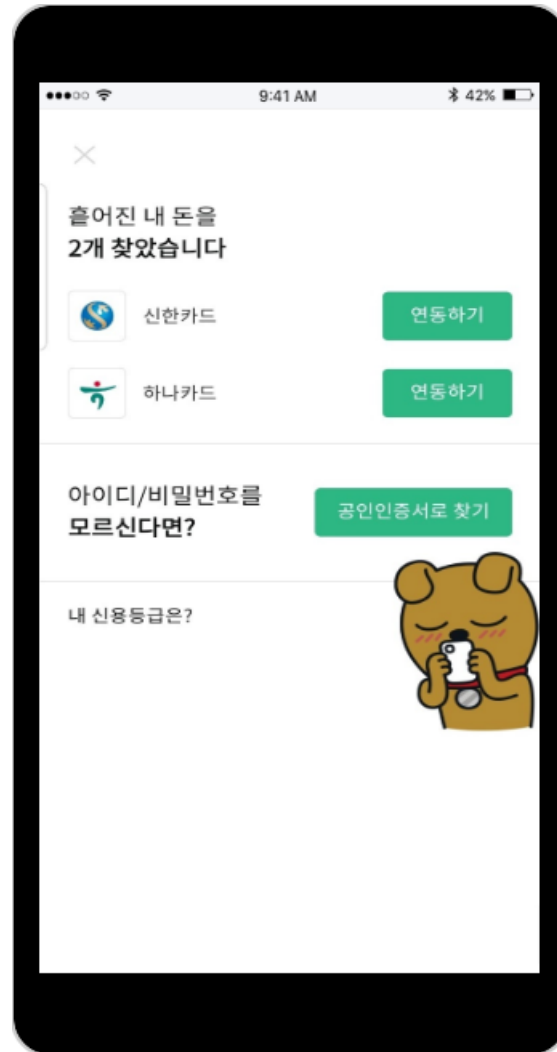 9:41 AM
42%
흩어진 내 돈을
2개 찾았습니다
신한카드
연동하기
하나카드
연동하기
아이디/비밀번호를
모르신다면?
공인인증서로 찾기
내 신용등급은?